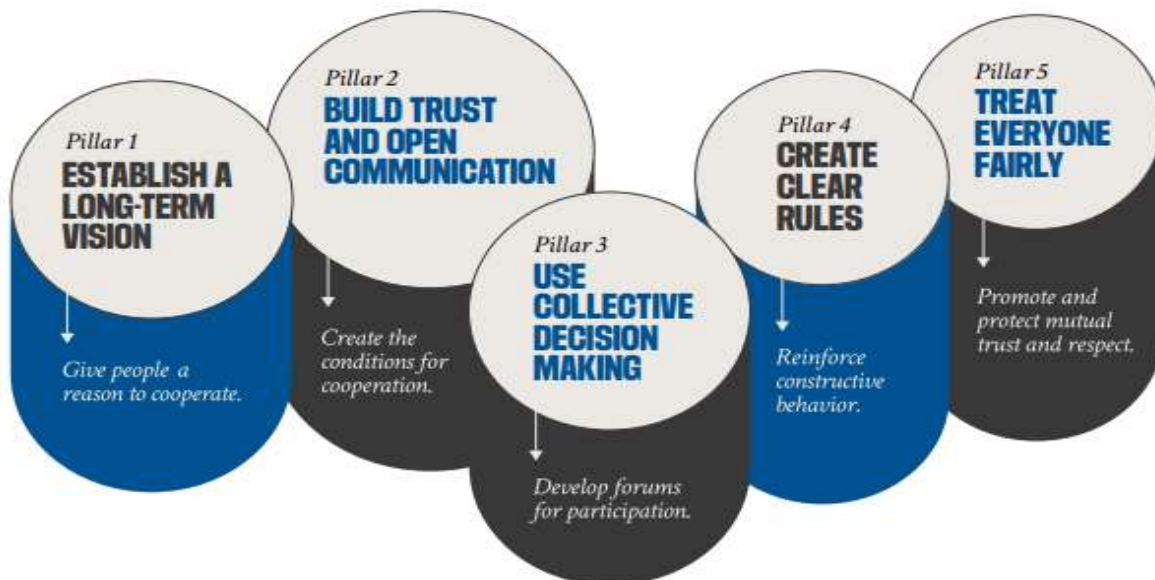 Pillar 1
ESTABLISH A
LONG-TERM
VISION
Give people a
reason to cooperate.
Pillar 2
BUILD TRUST
AND OPEN
COMMUNICATION
Create the
conditions for
cooperation.
Pillar 3
USE
COLLECTIVE
DECISION
MAKING
Develop forums
for participation.
Pillar 4
CREATE
CLEAR
RULES
Reinforce
constructive
behavior.
Pillar 5
TREAT
EVERYONE
FAIRLY
Promote and
protect mutual
trust and respect.